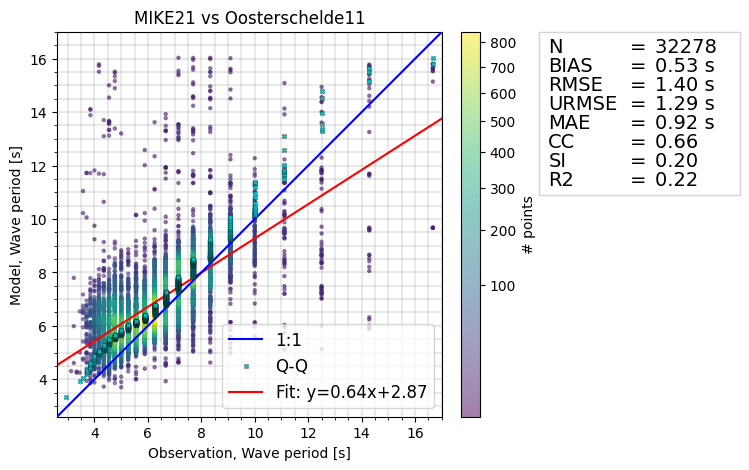 MIKE21 vs Oosterschelde11
16
14
12
10
8
6
4
Model, Wave period [s]
4 6 8 10 12 14 16
Observation, Wave period [s]
1:1
Q-Q
Fit: y=0.64x+2.87
800
700
600
500
400
300
200
100
# points
N = 32278
BIAS = 0.53 s
RMSE = 1.40 s
URMSE = 1.29 s
MAE = 0.92 s
CC = 0.66
SI = 0.20
R2 = 0.22